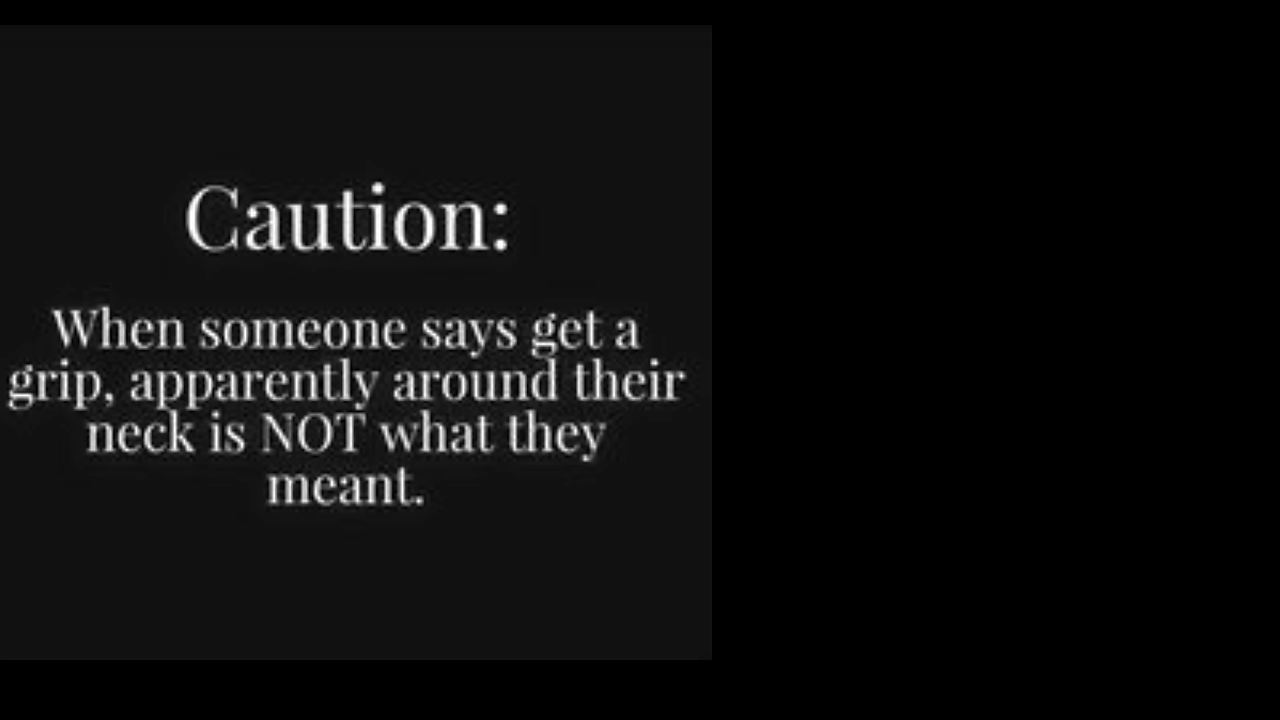 Caution:
When someone says get a
grip, apparently around their
neck is NOT what they
meant.